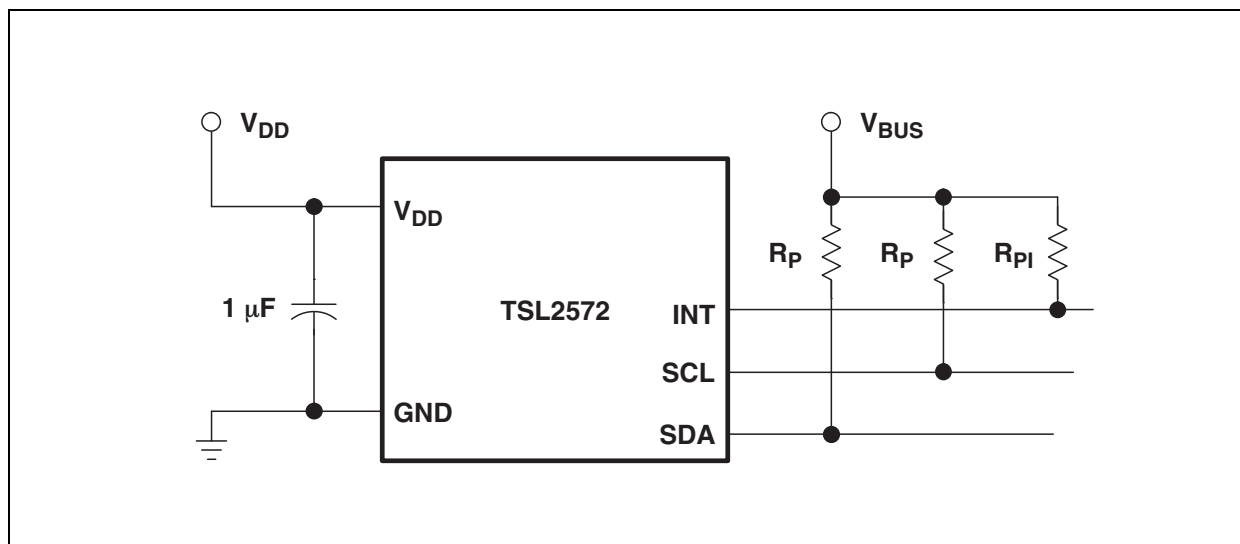 V_DD
V_BUS
V_DD
R_P
R_P
R_PI
1 μF
TSL2572
INT
SCL
GND
SDA